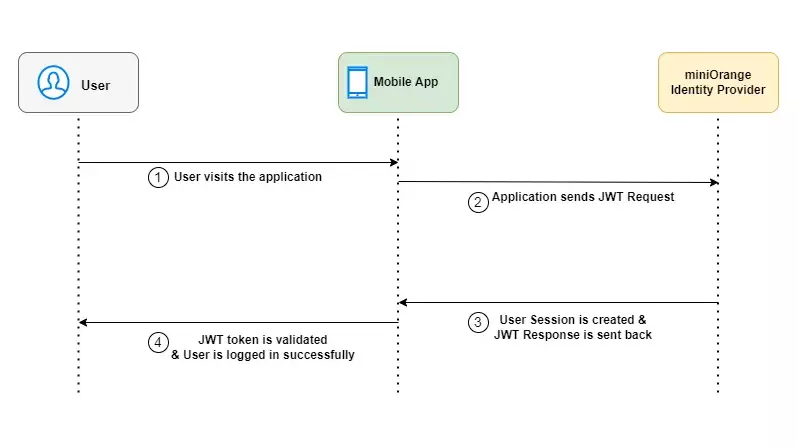 User
Mobile App
miniOrange
Identity Provider
1 User visits the application
2 Application sends JWT Request
3 User Session is created &
JWT Response is sent back
4 JWT token is validated
& User is logged in successfully